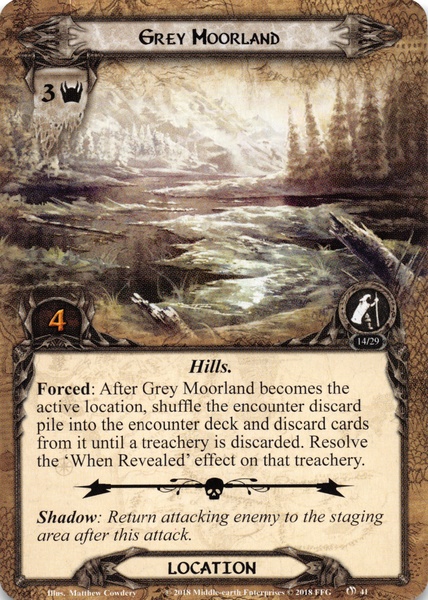 Grey Moorland
3
4
14/29
Hills.
Forced: After Grey Moorland becomes the
active location, shuffle the encounter discard
pile into the encounter deck and discard cards
from it until a treachery is discarded. Resolve
the ‘When Revealed’ effect on that treachery.
Shadow: Return attacking enemy to the staging
area after this attack.
LOCATION
Illus. Matthew Cowdery © 2018 Middle-earth Enterprises © 2018 FFG 41